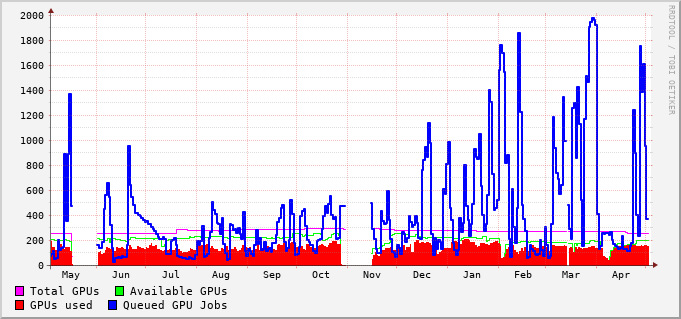 2000
1800
1600
1400
1200
1000
800
600
400
200
0
May Jun Jul Aug Sep Oct Nov Dec Jan Feb Mar Apr
Total GPUs Available GPUs
GPUs used Queued GPU Jobs
RRDTOOL / TOBI OETIKER